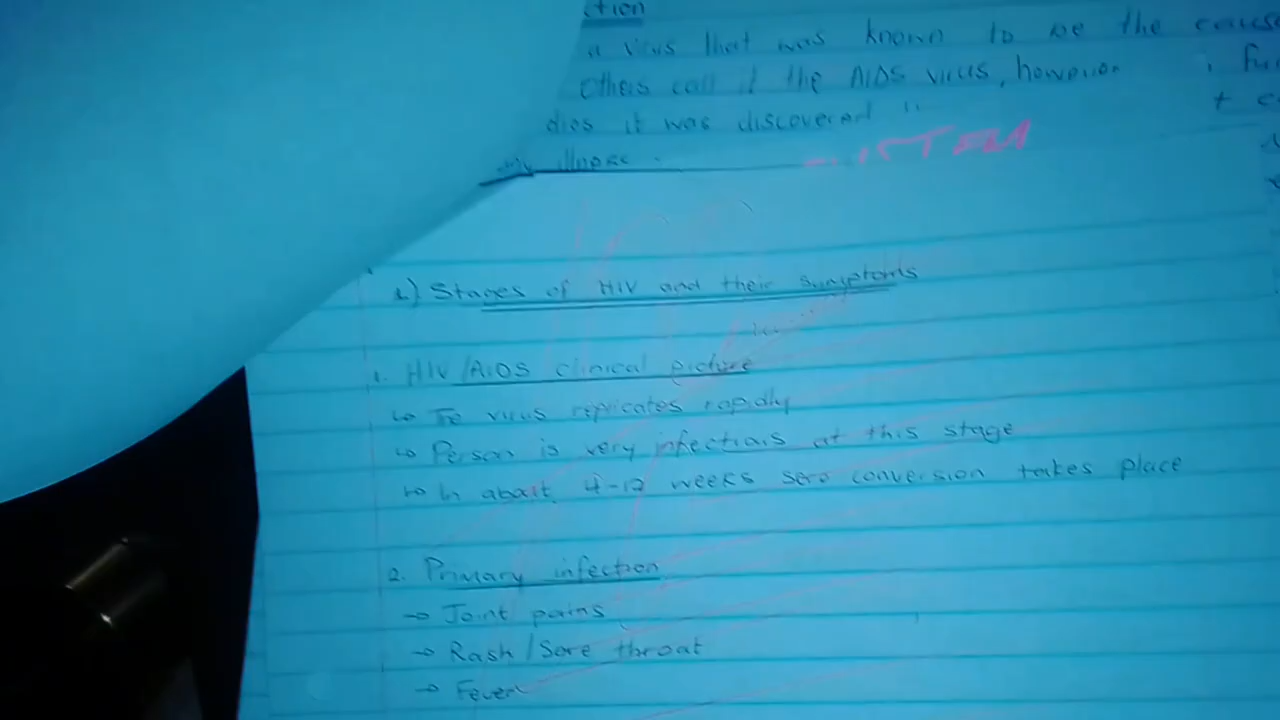 ction
a virus that was known to be the cause
Others call it the AIDS virus, however
dies it was discovered
illness.
2) Stages of HIV and their symptoms
1. HIV/AIDS clinical picture
↳ Te virus replicates rapidly
↳ Person is very infectious at this stage
↳ In about 4-12 weeks sero conversion takes place
2. Primary infection
→ Joint pains
→ Rash/Sore throat
→ Fever